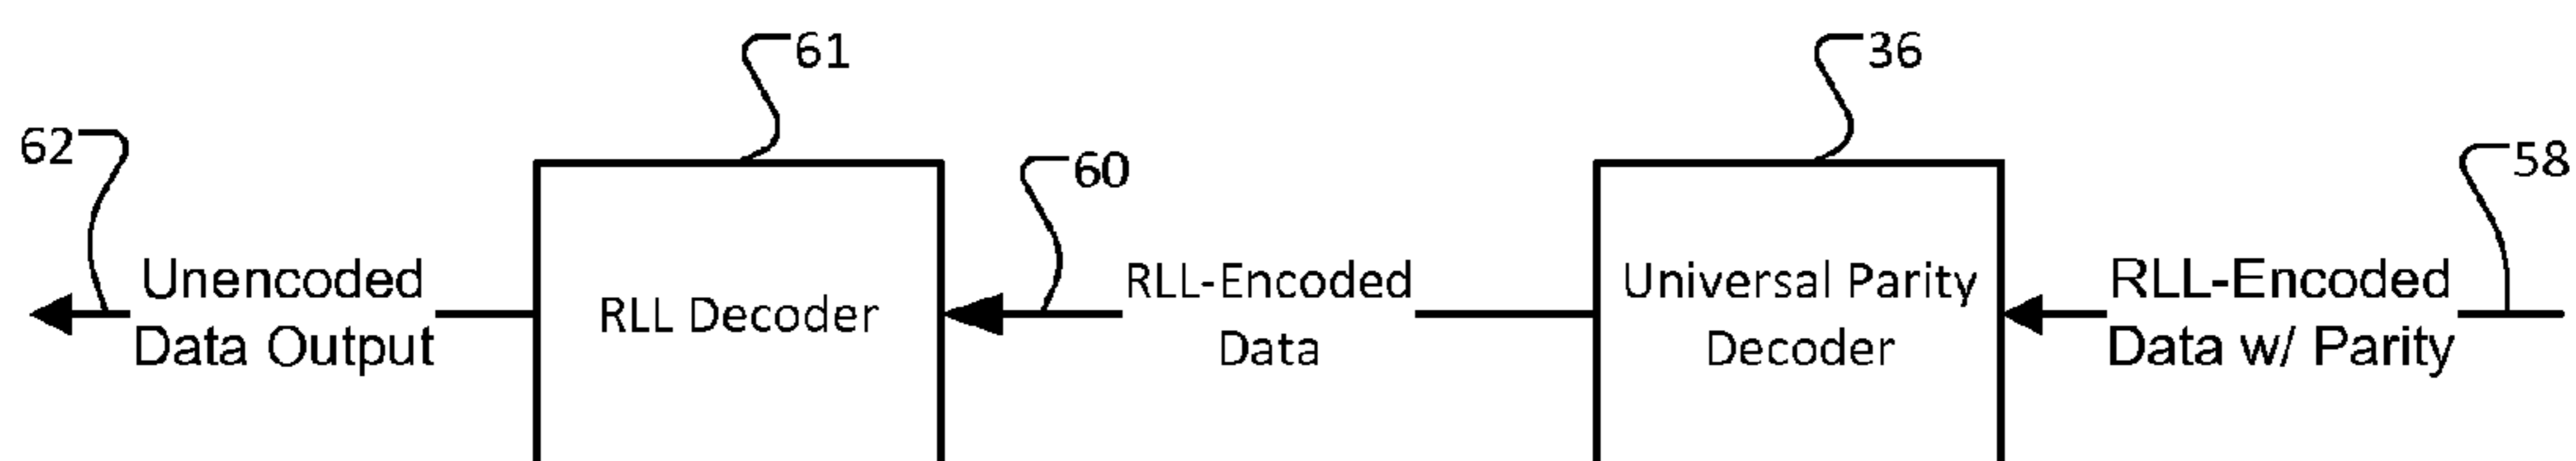 61
36
62
60
58
Unencoded
Data Output
RLL Decoder
RLL-Encoded
Data
Universal Parity
Decoder
RLL-Encoded
Data w/ Parity